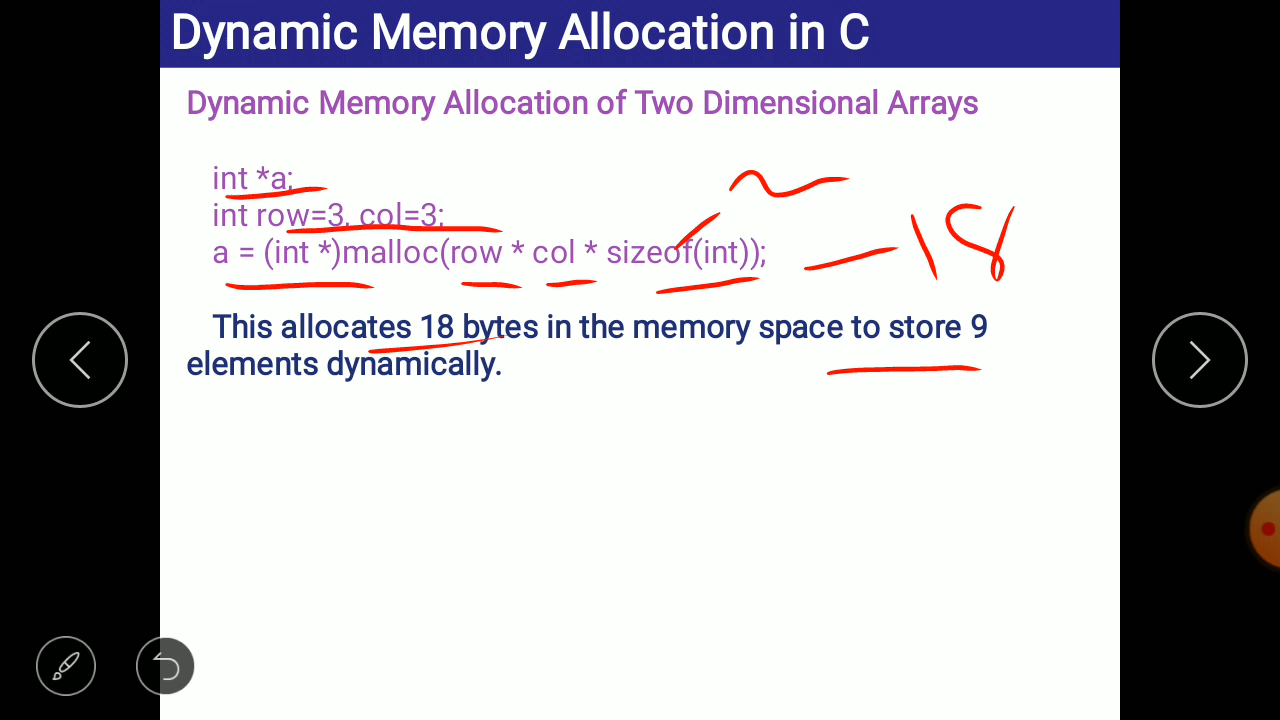 Dynamic Memory Allocation in C
Dynamic Memory Allocation of Two Dimensional Arrays
int *a;
int row=3, col=3;
a = (int *)malloc(row * col * sizeof(int));
2
18
This allocates 18 bytes in the memory space to store 9
elements dynamically.